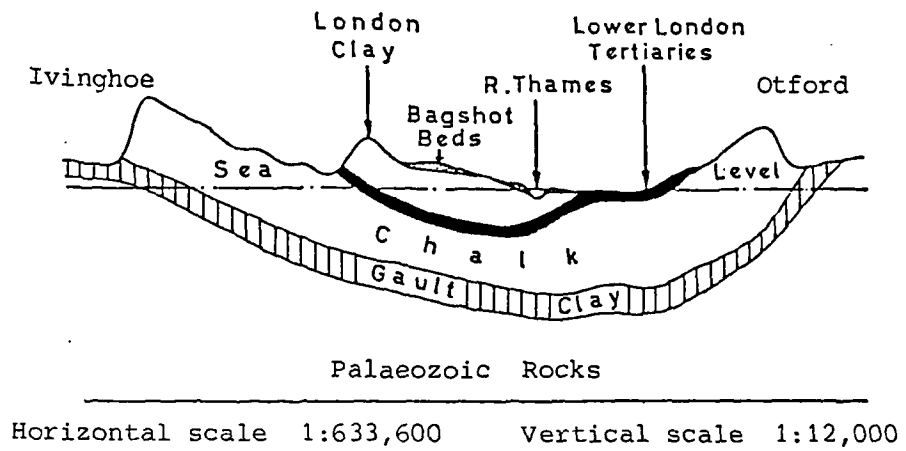 London Clay
Lower London Tertiaries
Ivinghoe
R.Thames
Otford
Bagshot Beds
Sea
Level
Chalk
Gault Clay
Palaeozoic Rocks
Horizontal scale 1:633,600 Vertical scale 1:12,000